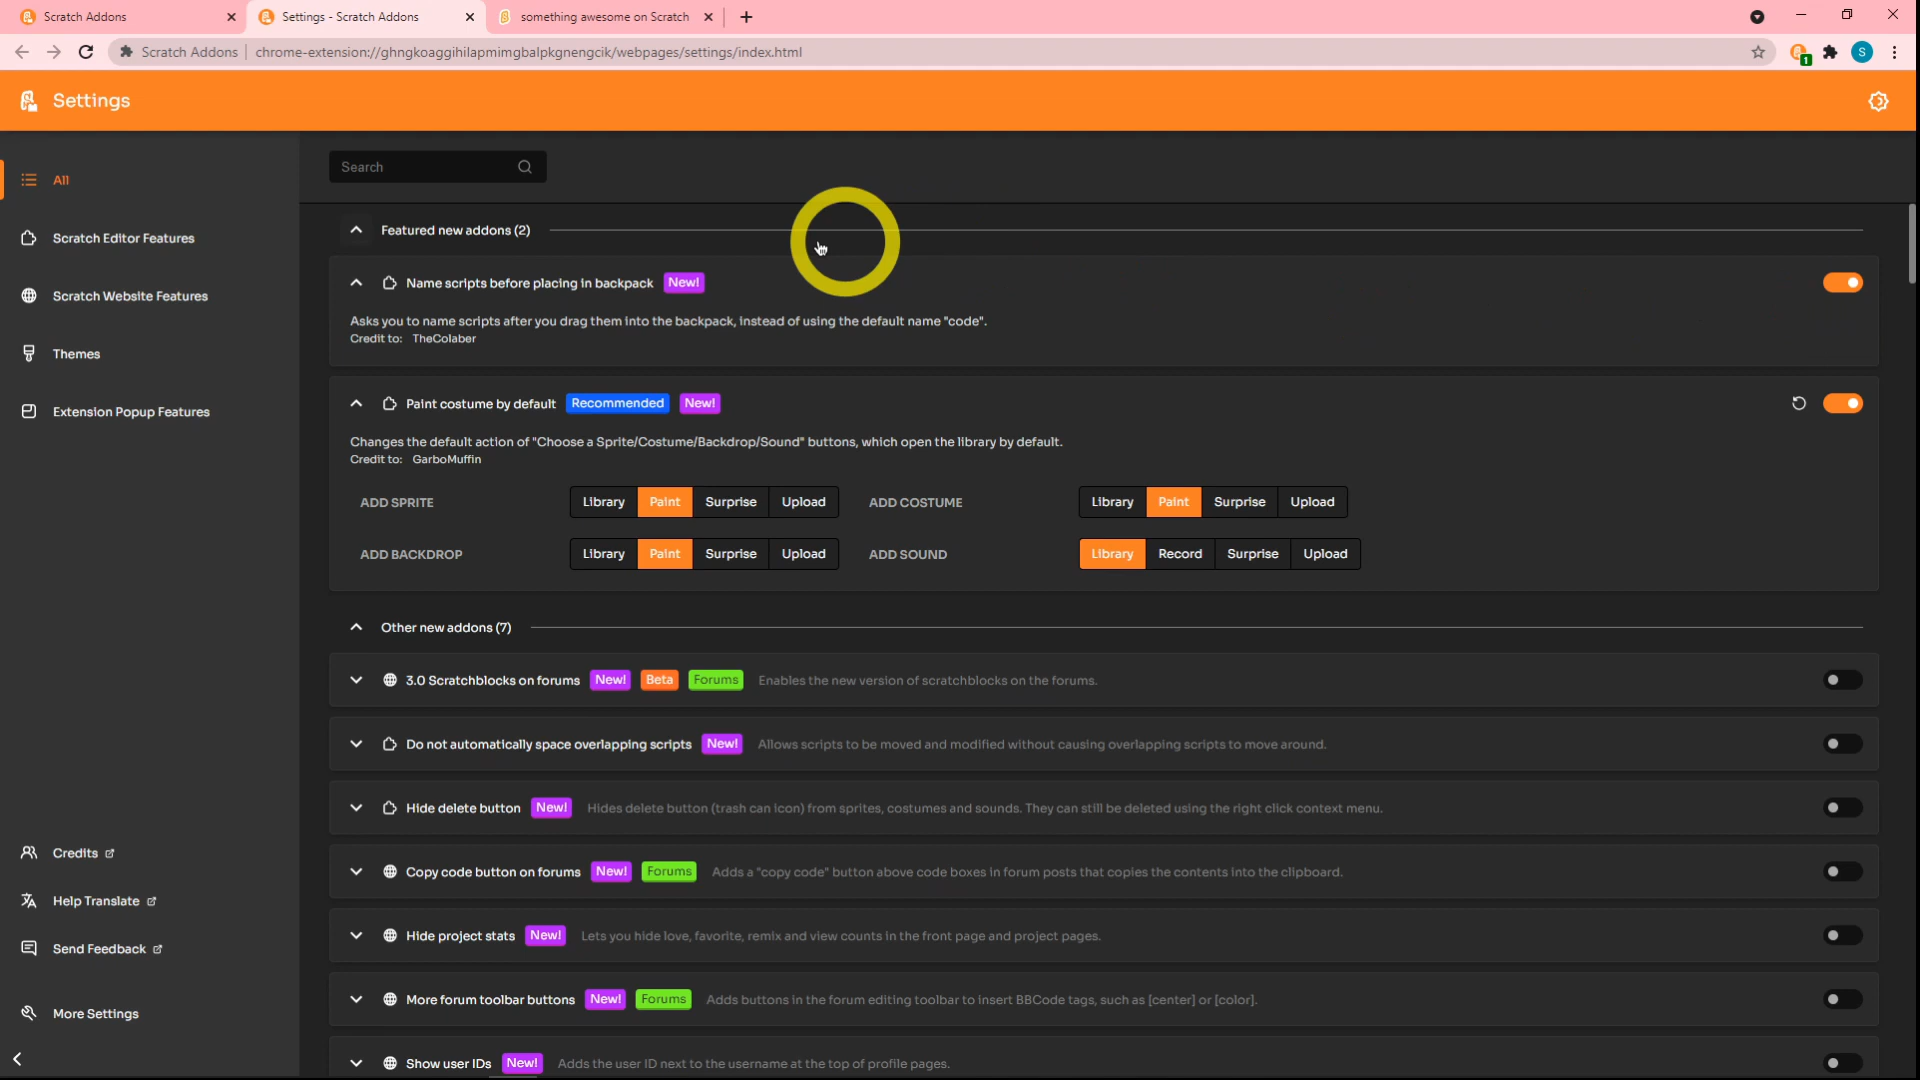 Scratch Addons
Settings - Scratch Addons
something awesome on Scratch
Scratch Addons
chrome-extension://ghngkoaggihilapmimgbalpkgnengcik/webpages/settings/index.html
1
S
Settings
All
Scratch Editor Features
Scratch Website Features
Themes
Extension Popup Features
Credits
Help Translate
Send Feedback
More Settings
Search
Featured new addons (2)
Name scripts before placing in backpack New!
Asks you to name scripts after you drag them into the backpack, instead of using the default name "code".
Credit to: TheColaber
Paint costume by default Recommended New!
Changes the default action of "Choose a Sprite/Costume/Backdrop/Sound" buttons, which open the library by default.
Credit to: GarboMuffin
ADD SPRITE Library Paint Surprise Upload ADD COSTUME Library Paint Surprise Upload
ADD BACKDROP Library Paint Surprise Upload ADD SOUND Library Record Surprise Upload
Other new addons (7)
3.0 Scratchblocks on forums New! Beta Forums Enables the new version of scratchblocks on the forums.
Do not automatically space overlapping scripts New! Allows scripts to be moved and modified without causing overlapping scripts to move around.
Hide delete button New! Hides delete button (trash can icon) from sprites, costumes and sounds. They can still be deleted using the right click context menu.
Copy code button on forums New! Forums Adds a "copy code" button above code boxes in forum posts that copies the contents into the clipboard.
Hide project stats New! Lets you hide love, favorite, remix and view counts in the front page and project pages.
More forum toolbar buttons New! Forums Adds buttons in the forum editing toolbar to insert BBCode tags, such as [center] or [color].
Show user IDs New! Adds the user ID next to the username at the top of profile pages.